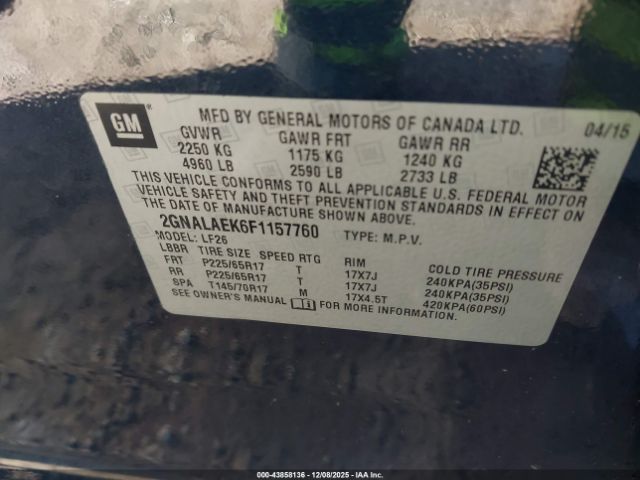 GM
MFD BY GENERAL MOTORS OF CANADA LTD. 04/15
GVWR GAWR FRT GAWR RR
2250 KG 1175 KG 1240 KG
4960 LB 2590 LB 2733 LB
THIS VEHICLE CONFORMS TO ALL APPLICABLE U.S. FEDERAL MOTOR
VEHICLE SAFETY AND THEFT PREVENTION STANDARDS IN EFFECT ON
THE DATE OF MANUFACTURE SHOWN ABOVE.
2GNALAEK6F1157760 TYPE: M.P.V.
MODEL: LF26
LBBR TIRE SIZE SPEED RTG RIM COLD TIRE PRESSURE
FRT P225/65R17 T 17X7J 240KPA(35PSI)
RR P225/65R17 T 17X7J 240KPA(35PSI)
SPA T145/70R17 M 17X4.5T 420KPA(60PSI)
SEE OWNER'S MANUAL FOR MORE INFORMATION.
©2000-43858136 12/08/2025 - IAA Inc.